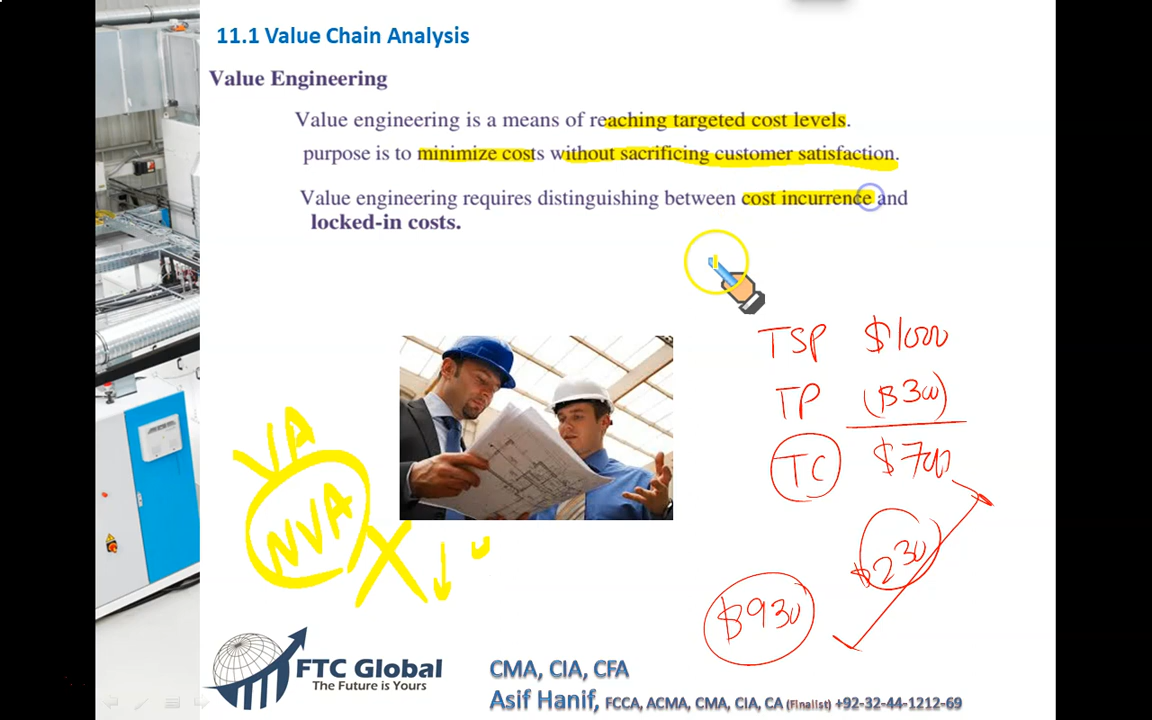 11.1 Value Chain Analysis
Value Engineering
Value engineering is a means of reaching targeted cost levels.
purpose is to minimize costs without sacrificing customer satisfaction.
Value engineering requires distinguishing between cost incurrence and
locked-in costs.
TSP $1000
TP ($300)
TC $700
$230
$930
VA
NVA
FTC Global
The Future is Yours
CMA, CIA, CFA
Asif Hanif, FCCA, ACMA, CMA, CIA, CA (Finalist) +92-32-44-1212-69